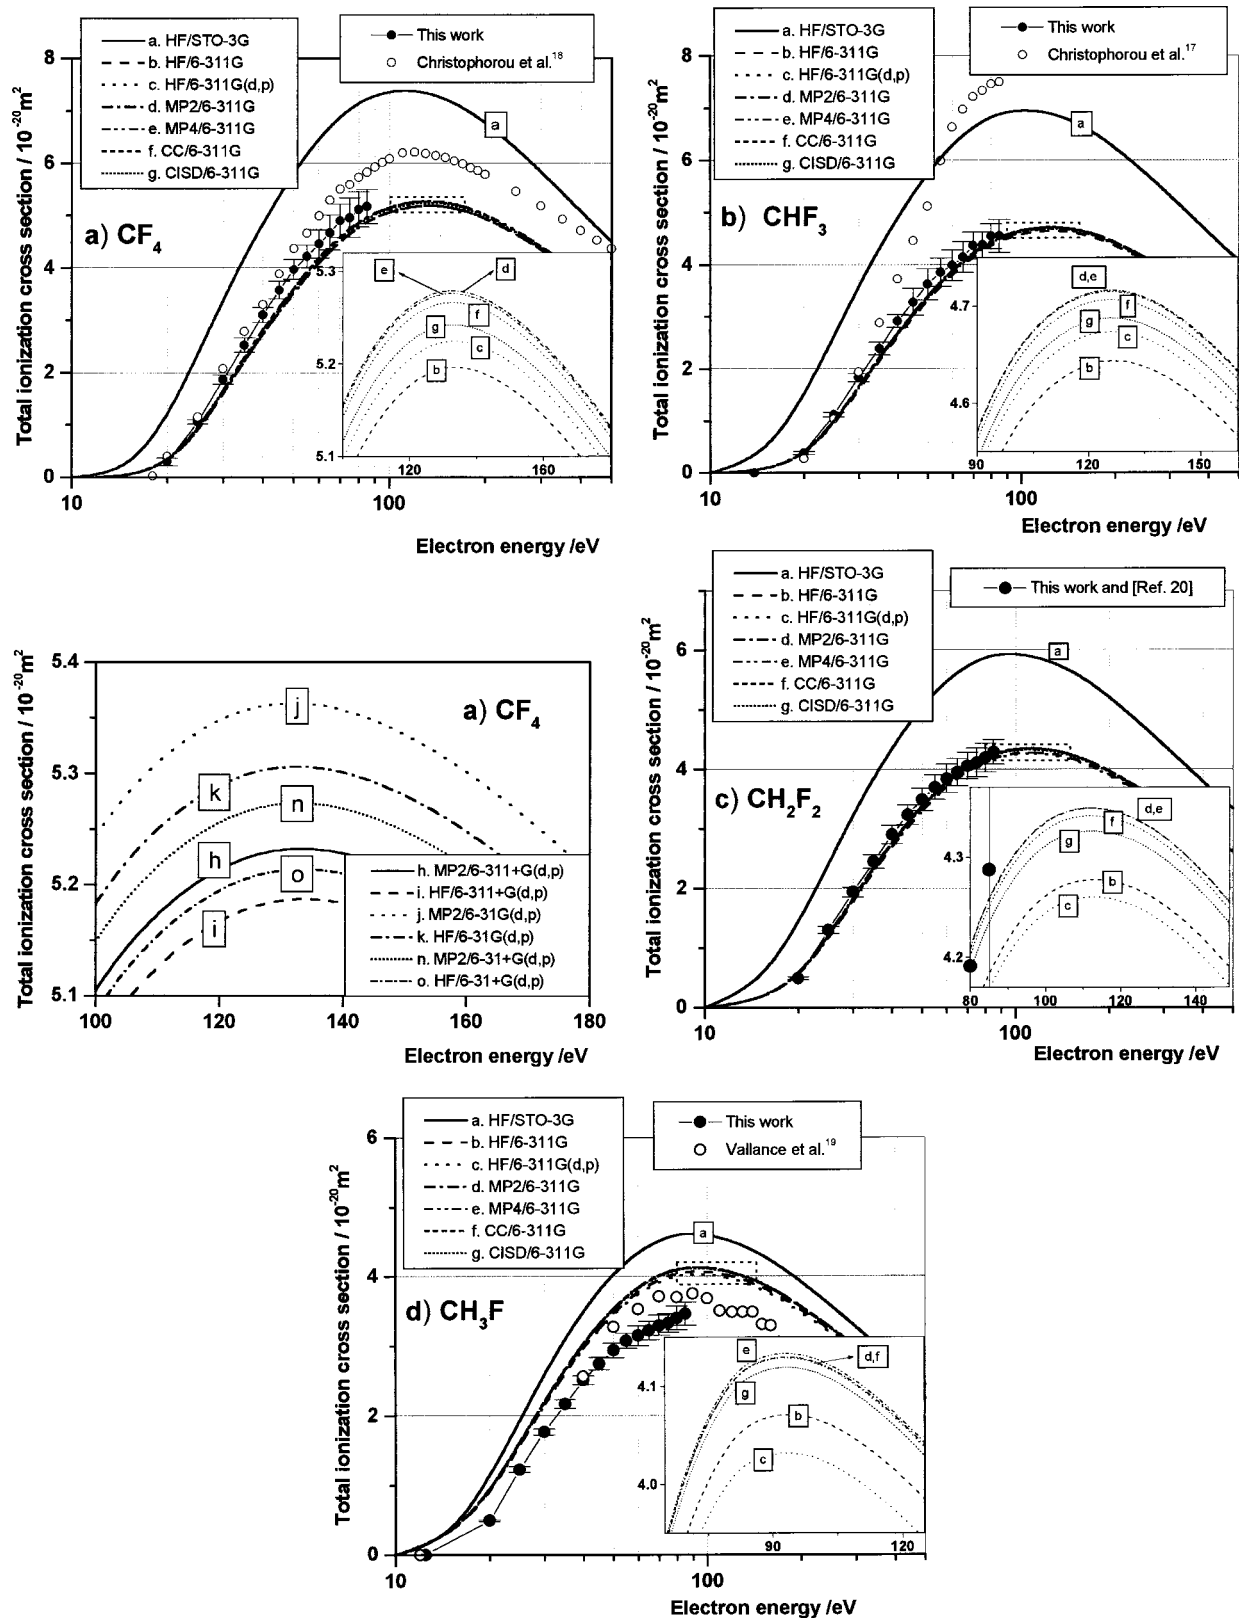 a. HF/STO-3G
b. HF/6-311G
c. HF/6-311G(d,p)
d. MP2/6-311G
e. MP4/6-311G
f. CC/6-311G
g. CISD/6-311G
This work
Christophorou et al.18
a) CF4
Total ionization cross section / 10-20m2
8
6
4
2
0
10
100
Electron energy /eV
a
e
d
f
g
c
b
5.3
5.2
5.1
120
160
a. HF/STO-3G
b. HF/6-311G
c. HF/6-311G(d,p)
d. MP2/6-311G
e. MP4/6-311G
f. CC/6-311G
g. CISD/6-311G
This work
Christophorou et al.17
b) CHF3
Total ionization cross section / 10-20m2
8
6
4
2
0
10
100
Electron energy /eV
a
d,e
f
g
c
b
4.7
4.6
90
120
150
a) CF4
Total ionization cross section / 10-20m2
5.4
5.3
5.2
5.1
100
120
140
160
180
Electron energy /eV
j
k
n
h
o
i
h. MP2/6-311+G(d,p)
i. HF/6-311+G(d,p)
j. MP2/6-31G(d,p)
k. HF/6-31G(d,p)
n. MP2/6-31+G(d,p)
o. HF/6-31+G(d,p)
a. HF/STO-3G
b. HF/6-311G
c. HF/6-311G(d,p)
d. MP2/6-311G
e. MP4/6-311G
f. CC/6-311G
g. CISD/6-311G
This work and [Ref. 20]
c) CH2F2
Total ionization cross section / 10-20m2
6
4
2
0
10
100
Electron energy /eV
a
d,e
f
g
b
c
4.3
4.2
80
100
120
140
a. HF/STO-3G
b. HF/6-311G
c. HF/6-311G(d,p)
d. MP2/6-311G
e. MP4/6-311G
f. CC/6-311G
g. CISD/6-311G
This work
Vallance et al.19
d) CH3F
Total ionization cross section / 10-20m2
6
4
2
0
10
100
Electron energy /eV
a
e
d,f
g
b
c
4.1
4.0
90
120